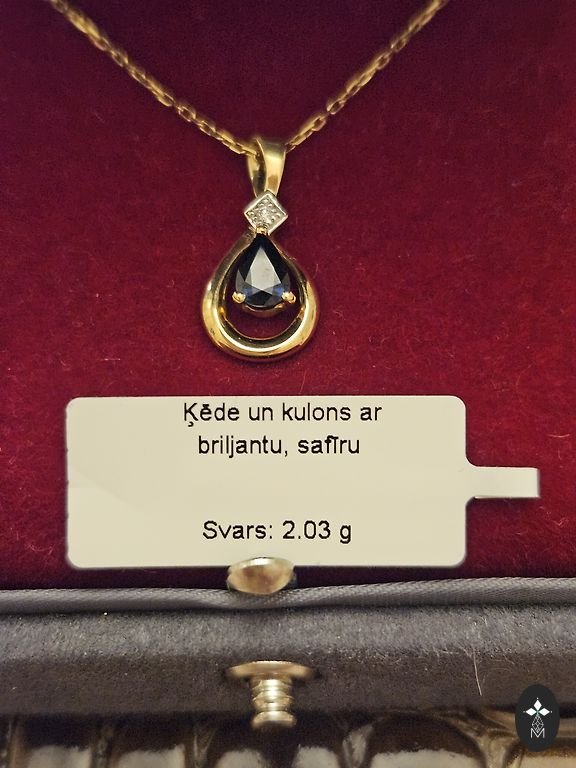 Ķēde un kulons ar
briljantu, safīru
Svars: 2.03 g
M